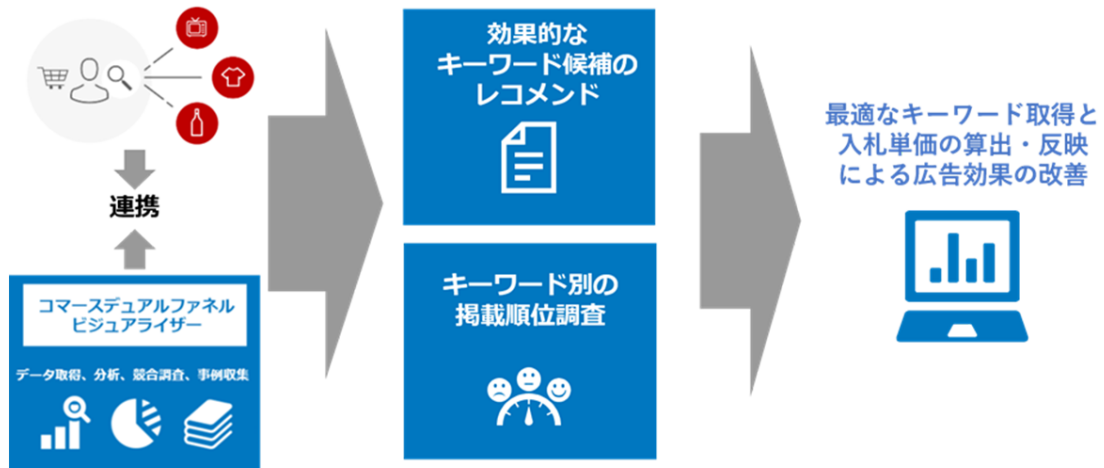 連携
コマースデュアルファネル
ビジュアライザー
データ取得、分析、競合調査、事例収集
効果的な
キーワード候補の
レコメンド
キーワード別の
掲載順位調査
最適なキーワード取得と
入札単価の算出・反映
による広告効果の改善